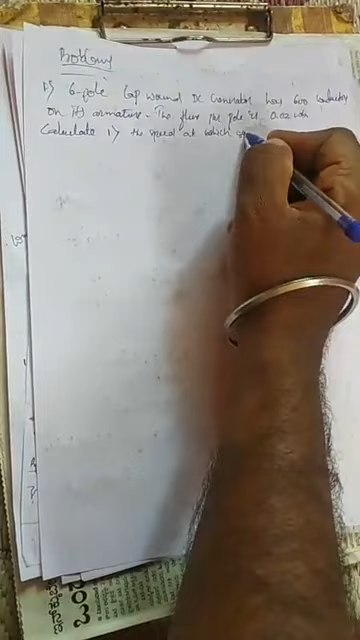 Problems
1) 6-pole lap wound DC Generator has 600 conductors
on its armature. The flux per pole is 0.02 wb
Calculate i) the speed at which
ಇನ್‌ಕ್ಯುಬೇ
ಒಂ